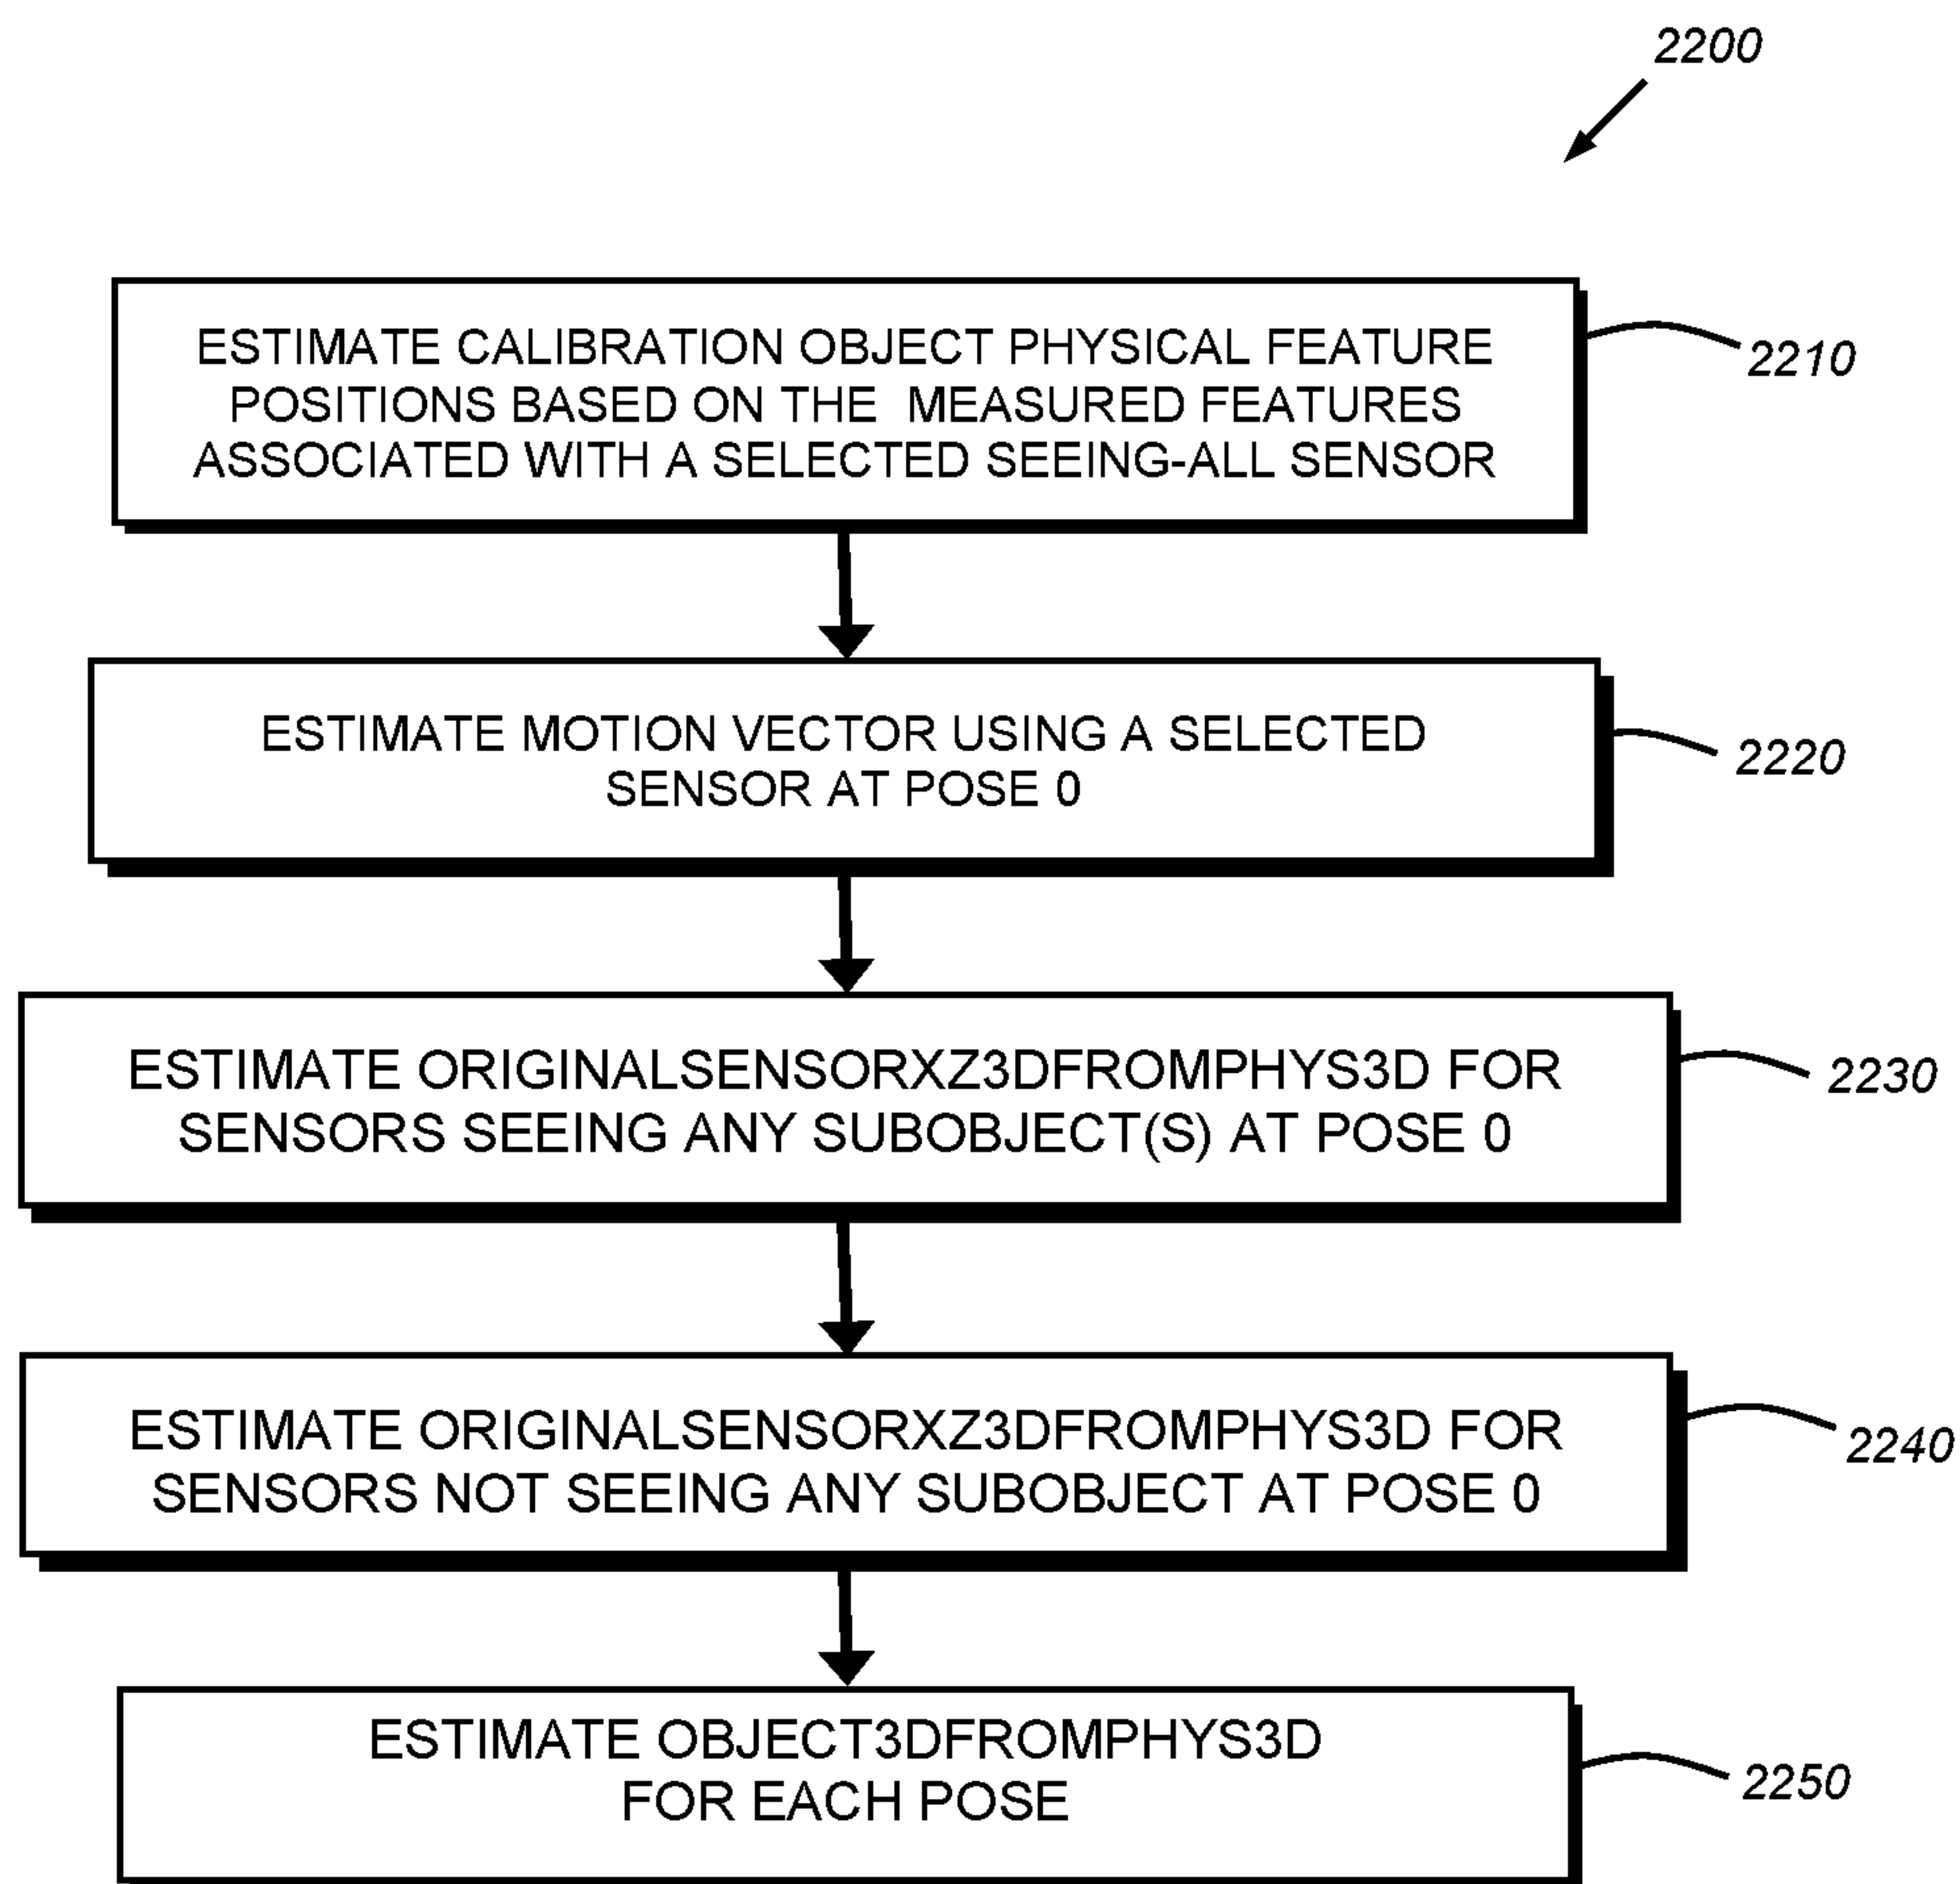 2200
ESTIMATE CALIBRATION OBJECT PHYSICAL FEATURE
POSITIONS BASED ON THE MEASURED FEATURES
ASSOCIATED WITH A SELECTED SEEING-ALL SENSOR
2210
ESTIMATE MOTION VECTOR USING A SELECTED
SENSOR AT POSE 0
2220
ESTIMATE ORIGINALSENSORXZ3DFROMPHYS3D FOR
SENSORS SEEING ANY SUBOBJECT(S) AT POSE 0
2230
ESTIMATE ORIGINALSENSORXZ3DFROMPHYS3D FOR
SENSORS NOT SEEING ANY SUBOBJECT AT POSE 0
2240
ESTIMATE OBJECT3DFROMPHYS3D
FOR EACH POSE
2250